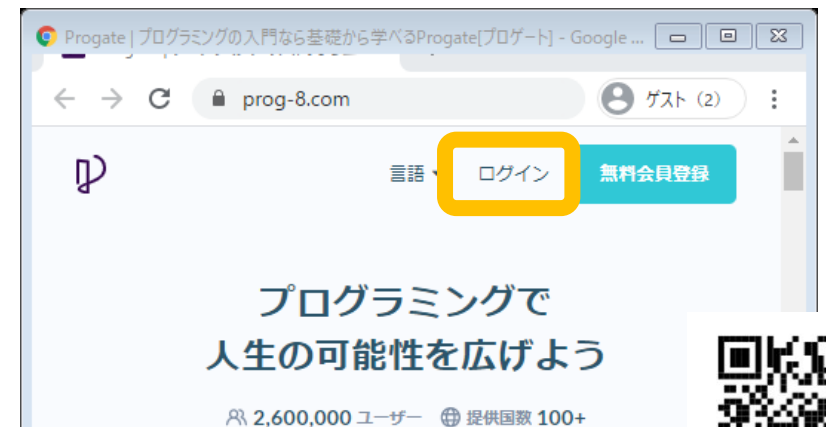 Progate | プログラミングの入門なら基礎から学べるProgate[プロゲート] - Google ...
prog-8.com
ゲスト (2)
言語
ログイン
無料会員登録
プログラミングで
人生の可能性を広げよう
2,600,000 ユーザー 提供国数 100+